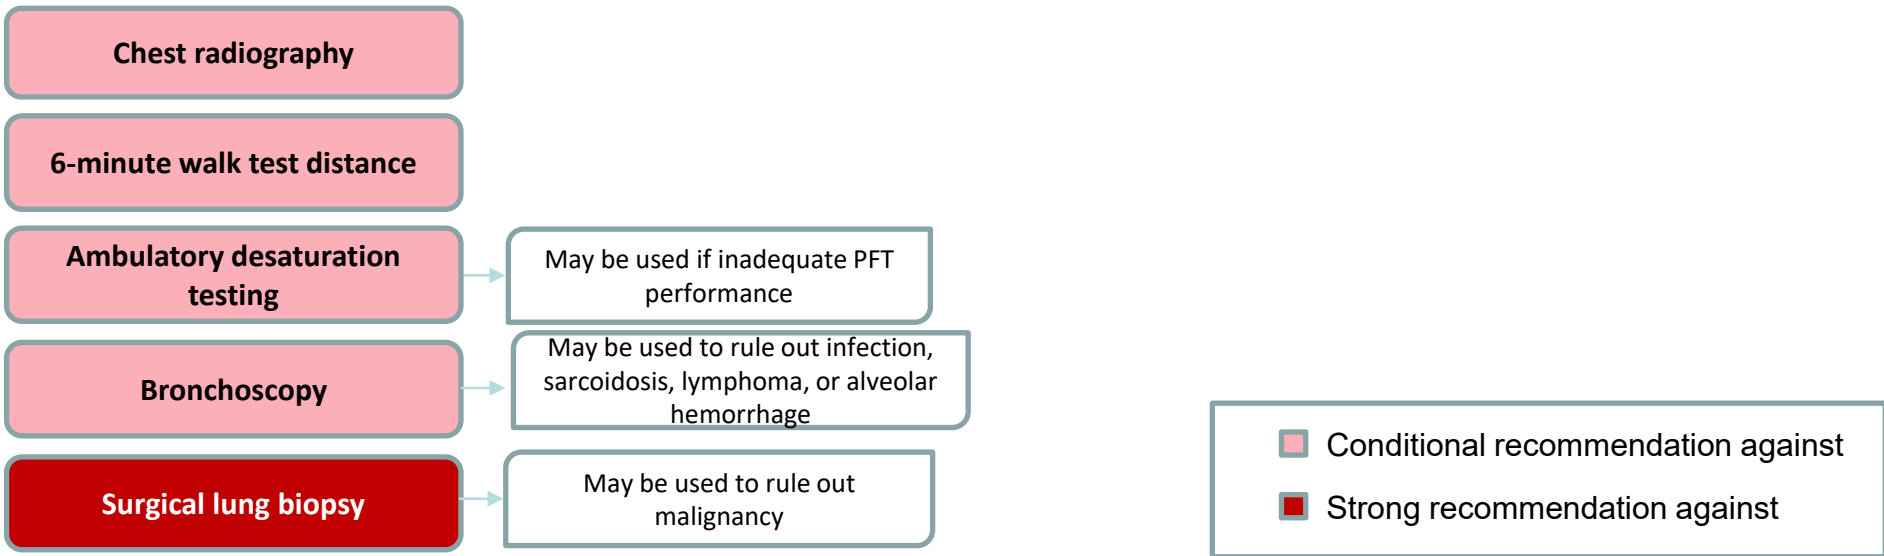 Chest radiography
6-minute walk test distance
Ambulatory desaturation
testing
May be used if inadequate PFT
performance
Bronchoscopy
May be used to rule out infection,
sarcoidosis, lymphoma, or alveolar
hemorrhage
Surgical lung biopsy
May be used to rule out
malignancy
Conditional recommendation against
Strong recommendation against